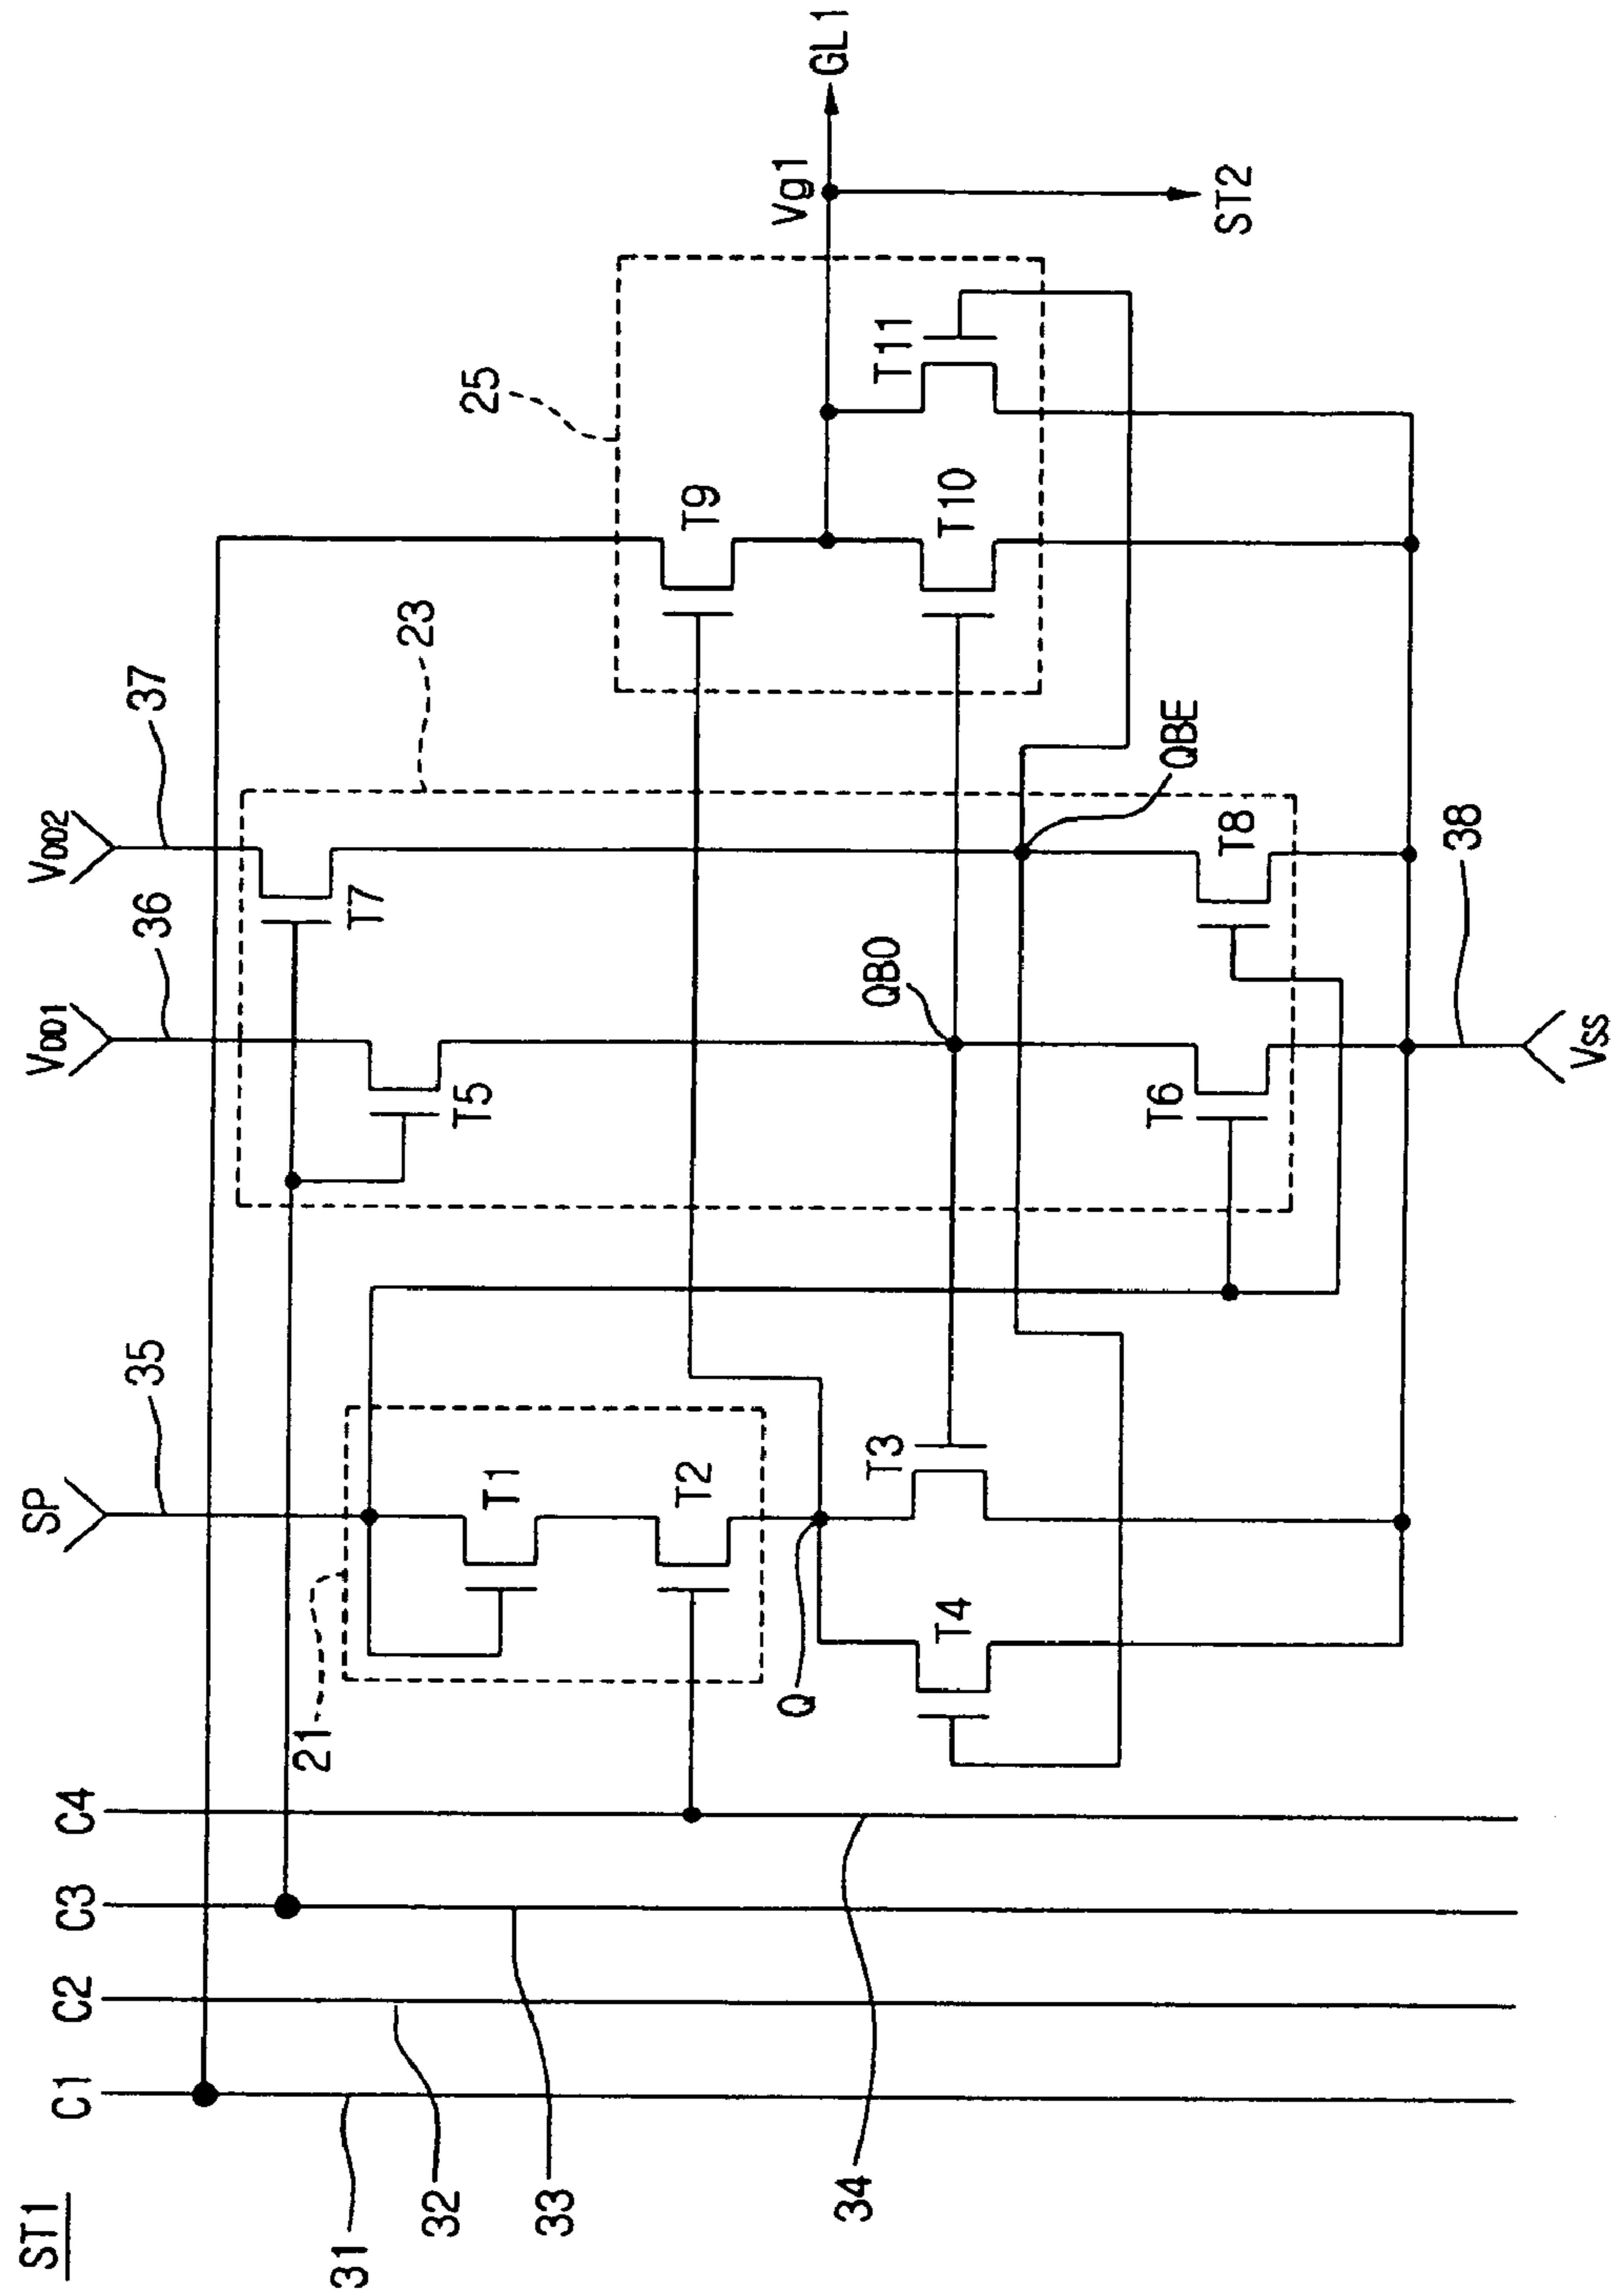 ST1
C1 C2 C3 C4 SP VDD1 VDD2
35 36 37
21
31
T7 23
32
T5 25
T1
33
T2 T9
Q Vg1
GL1
34
T3 QBO T11
T4 T10
T6 QBE
T8 ST2
38
VSS